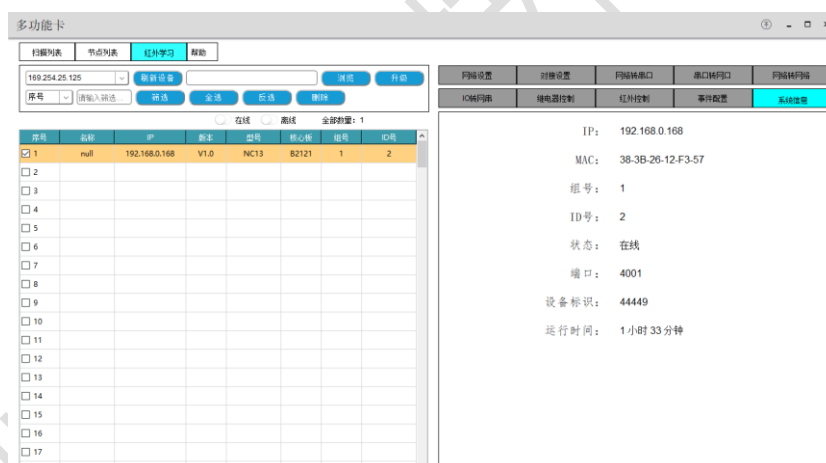 多功能卡
扫描列表 节点列表 红外学习 帮助
169.254.25.125 刷新设备 浏览 升级
序号 请输入筛选... 筛选 全选 反选 删除
在线 离线 全部数量：1
序号 名称 IP 版本 型号 核心板 组号 ID号
1 null 192.168.0.168 V1.0 NC13 B2121 1 2
2
3
4
5
6
7
8
9
10
11
12
13
14
15
16
17
网络设置 对接设置 网络转串口 串口转网口 网络转网络
IO转网串 继电器控制 红外控制 事件配置 系统信息
IP： 192.168.0.168
MAC： 38-3B-26-12-F3-57
组号： 1
ID号： 2
状态： 在线
端口： 4001
设备标识： 44449
运行时间： 1小时33分钟